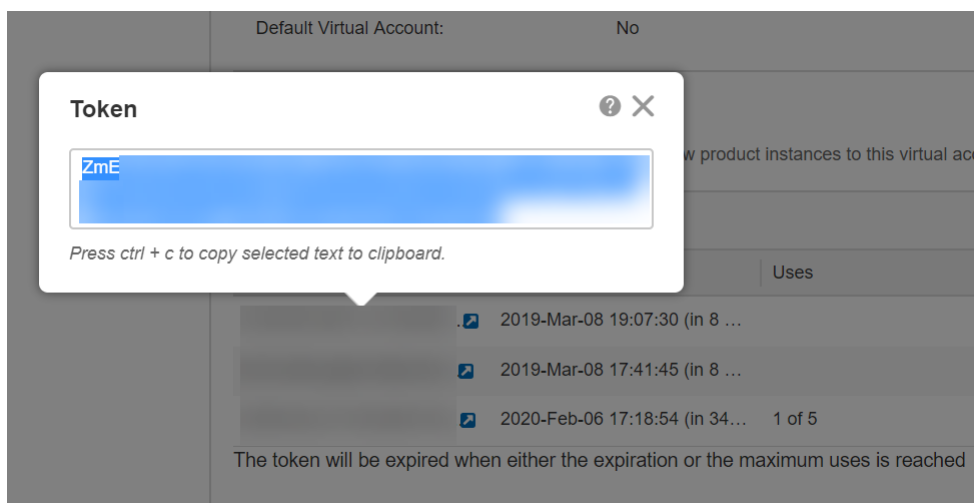 Default Virtual Account: No
Token
ZmE
w product instances to this virtual acc
Press ctrl + c to copy selected text to clipboard.
Uses
2019-Mar-08 19:07:30 (in 8 ...
2019-Mar-08 17:41:45 (in 8 ...
2020-Feb-06 17:18:54 (in 34... 1 of 5
The token will be expired when either the expiration or the maximum uses is reached